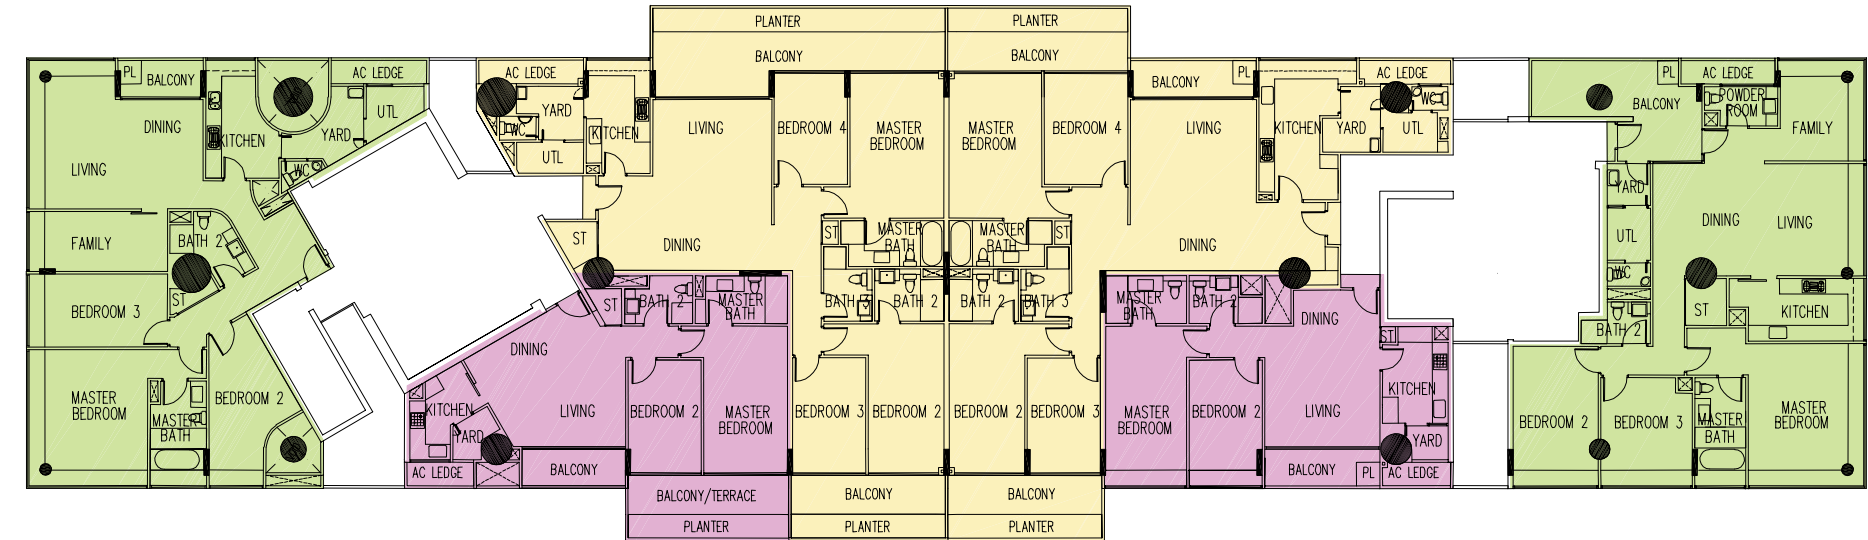 PLANTER
PLANTER
BALCONY
BALCONY
PL
BALCONY
AC LEDGE
AC LEDGE
BALCONY
PL
AC LEDGE
PL
AC LEDGE
BALCONY
DINING
KITCHEN
YARD
UTL
YARD
WC
KITCHEN
UTL
LIVING
BEDROOM 4
MASTER
BEDROOM
MASTER
BEDROOM
BEDROOM 4
LIVING
KITCHEN
YARD
WC
UTL
POWDER
ROOM
FAMILY
LIVING
WC
YARD
FAMILY
BATH 2
ST
DINING
ST
MASTER
BATH
MASTER
BATH
ST
DINING
UTL
DINING
LIVING
WC
BEDROOM 3
ST
ST
BATH 2
MASTER
BATH
BATH 3
BATH 2
BATH 2
BATH 3
MASTER
BATH
BATH 2
DINING
ST
BATH 2
ST
KITCHEN
DINING
MASTER
BEDROOM
BEDROOM 2
MASTER
BATH
KITCHEN
YARD
LIVING
BEDROOM 2
MASTER
BEDROOM
BEDROOM 3
BEDROOM 2
BEDROOM 2
BEDROOM 3
MASTER
BEDROOM
BEDROOM 2
LIVING
KITCHEN
YARD
BEDROOM 2
BEDROOM 3
MASTER
BATH
MASTER
BEDROOM
AC LEDGE
BALCONY
BALCONY
PL
AC LEDGE
BALCONY/TERRACE
BALCONY
BALCONY
PLANTER
PLANTER
PLANTER